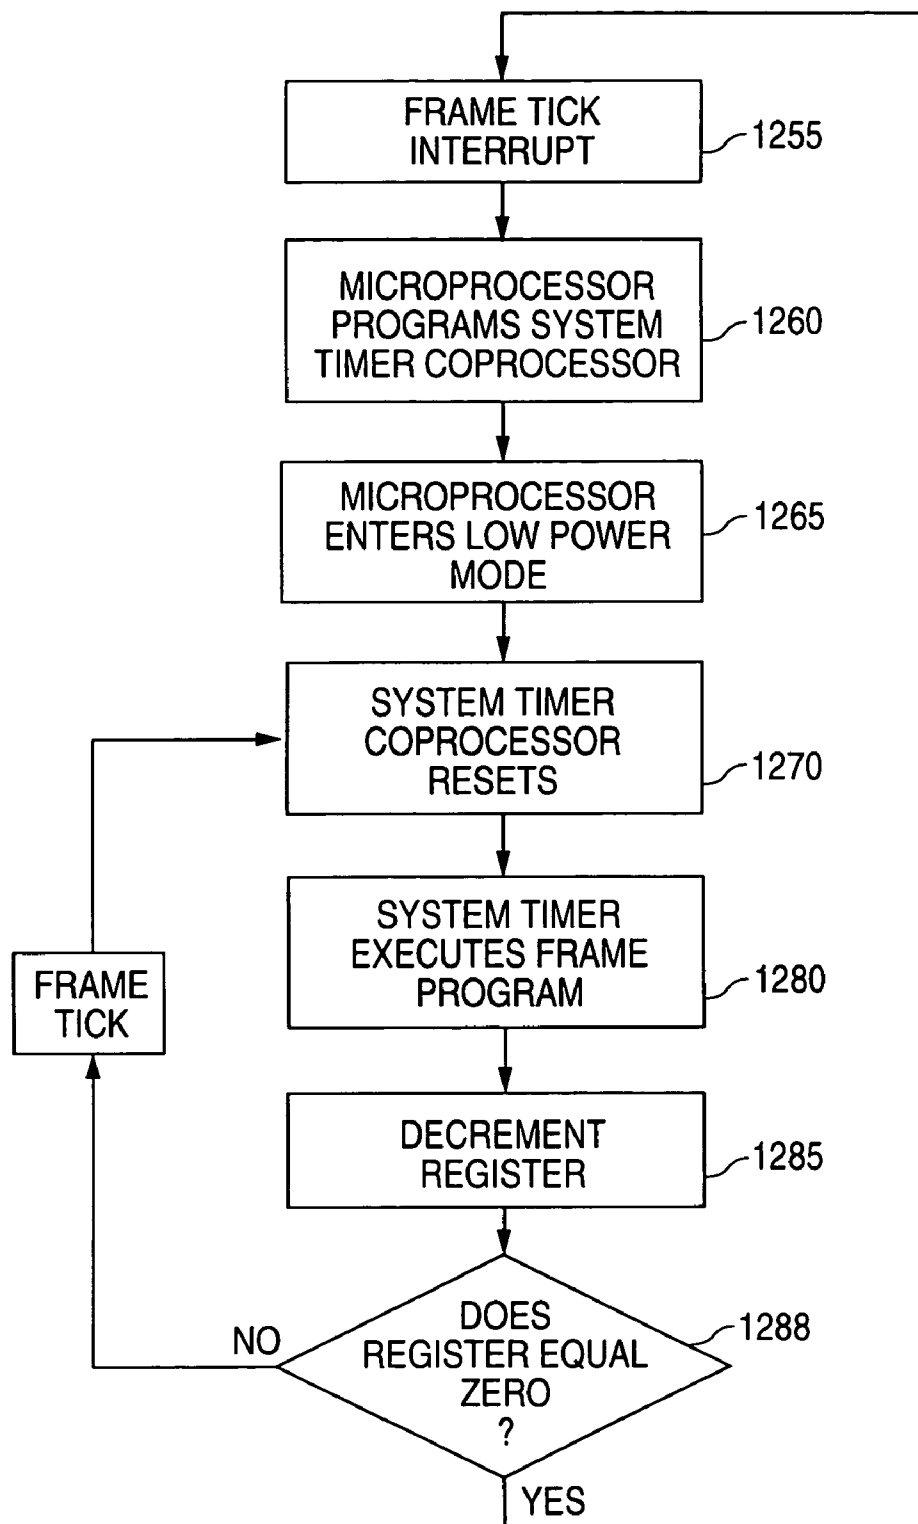 FRAME TICK
INTERRUPT
1255
MICROPROCESSOR
PROGRAMS SYSTEM
TIMER COPROCESSOR
1260
MICROPROCESSOR
ENTERS LOW POWER
MODE
1265
SYSTEM TIMER
COPROCESSOR
RESETS
1270
SYSTEM TIMER
EXECUTES FRAME
PROGRAM
1280
FRAME
TICK
DECREMENT
REGISTER
1285
DOES
REGISTER EQUAL
ZERO
?
1288
NO
YES